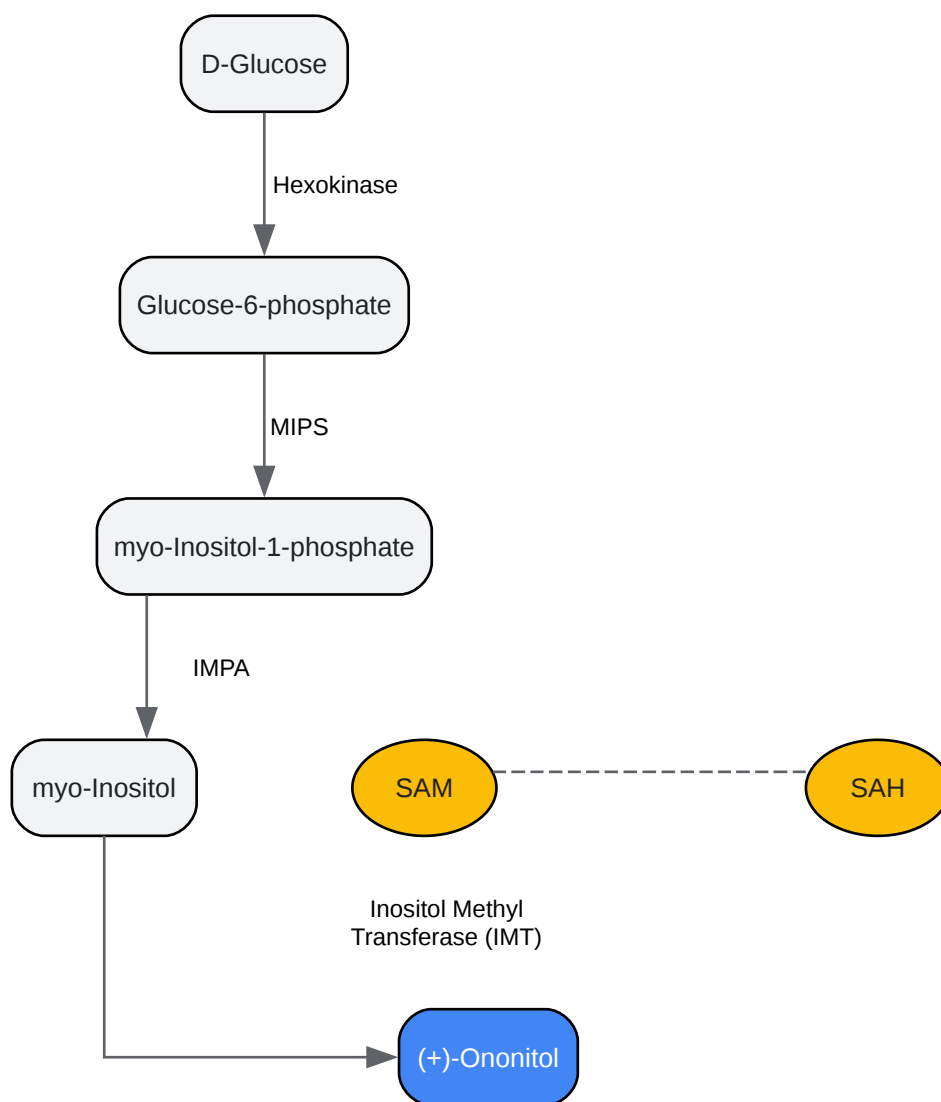 D-Glucose
Hexokinase
Glucose-6-phosphate
MIPS
myo-Inositol-1-phosphate
IMPA
myo-Inositol
SAM
SAH
Inositol Methyl
Transferase (IMT)
(+)-Ononitol